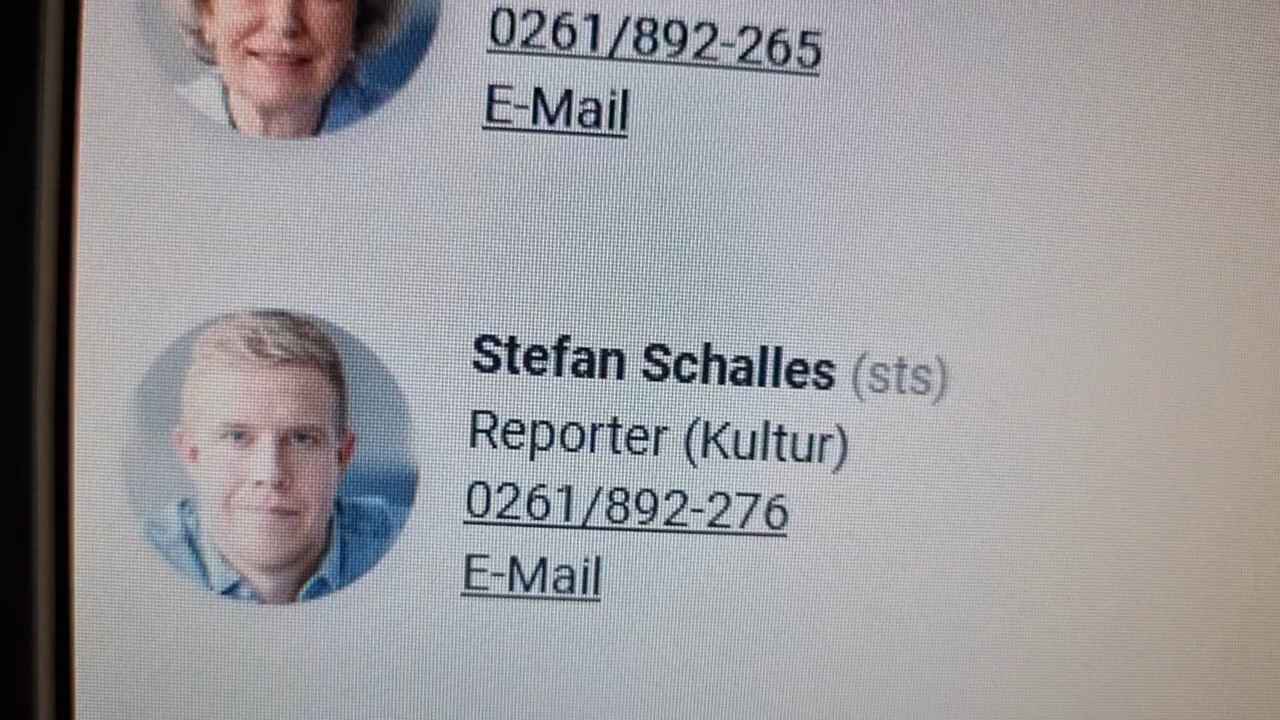 0261/892-265
E-Mail
Stefan Schalles (sts)
Reporter (Kultur)
0261/892-276
E-Mail